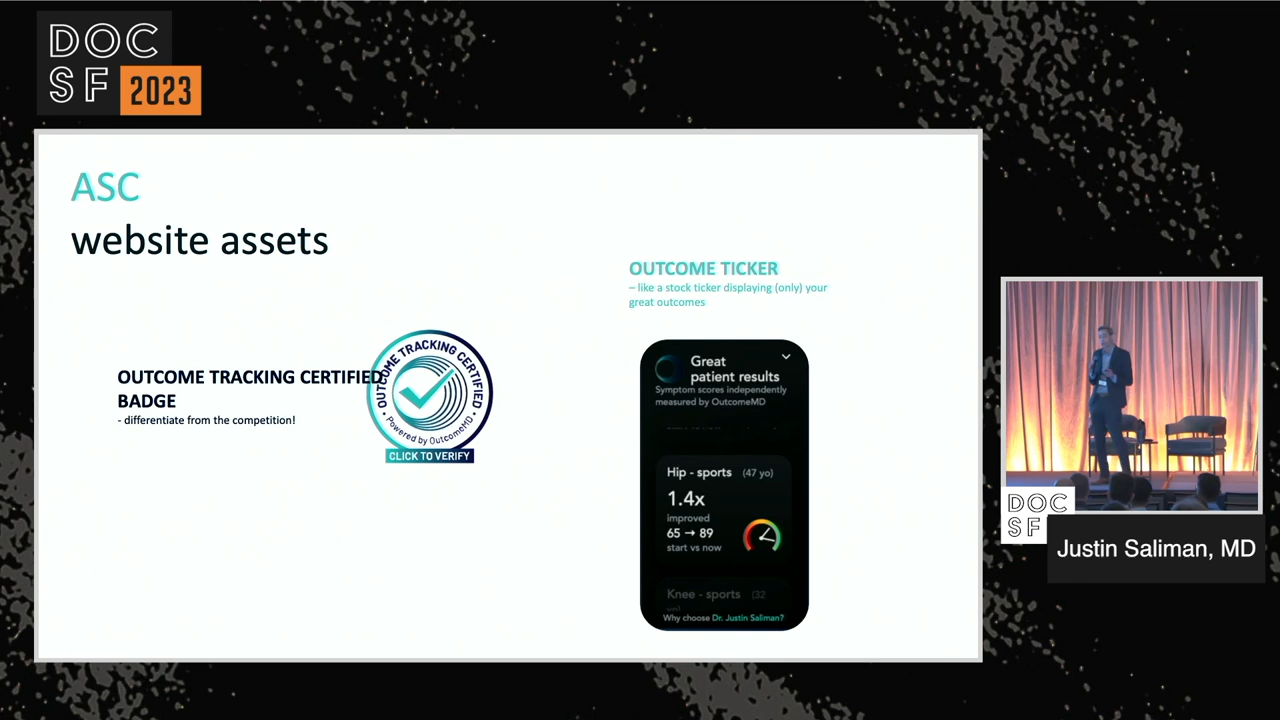 DOC
SF 2023
ASC
website assets
OUTCOME TICKER
– like a stock ticker displaying (only) your
great outcomes
OUTCOME TRACKING CERTIFIED
BADGE
- differentiate from the competition!
OUTCOME TRACKING CERTIFIED
Powered by OutcomeMD
CLICK TO VERIFY
Great
patient results
Symptom scores independently
measured by OutcomeMD
Hip - sports (47 yo)
1.4x
improved
65 → 89
start vs now
Knee - sports (32
yo)
Why choose Dr. Justin Saliman?
DOC
SF
Justin Saliman, MD